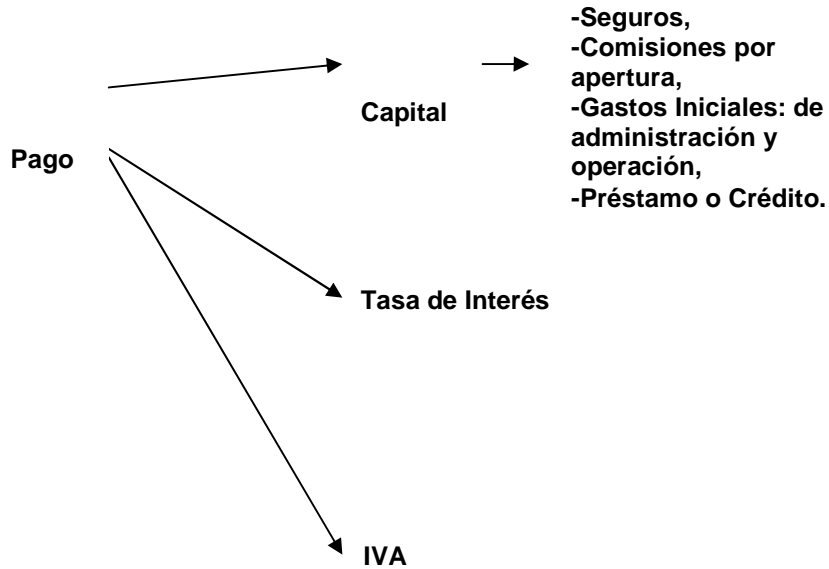 -Seguros,
-Comisiones por
apertura,
-Gastos Iniciales: de
administración y
operación,
-Préstamo o Crédito.
Capital
Pago
Tasa de Interés
IVA